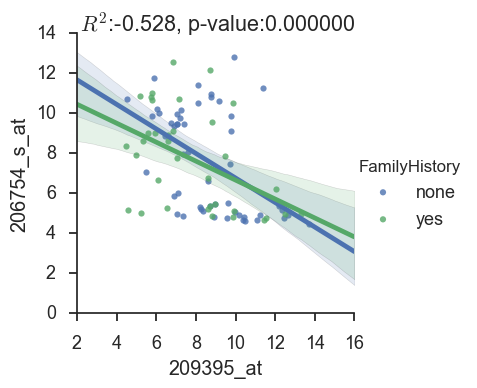 R²:-0.528, p-value:0.000000
14
12
10
8
6
4
2
0
206754_s_at
2 4 6 8 10 12 14 16
209395_at
FamilyHistory
none
yes